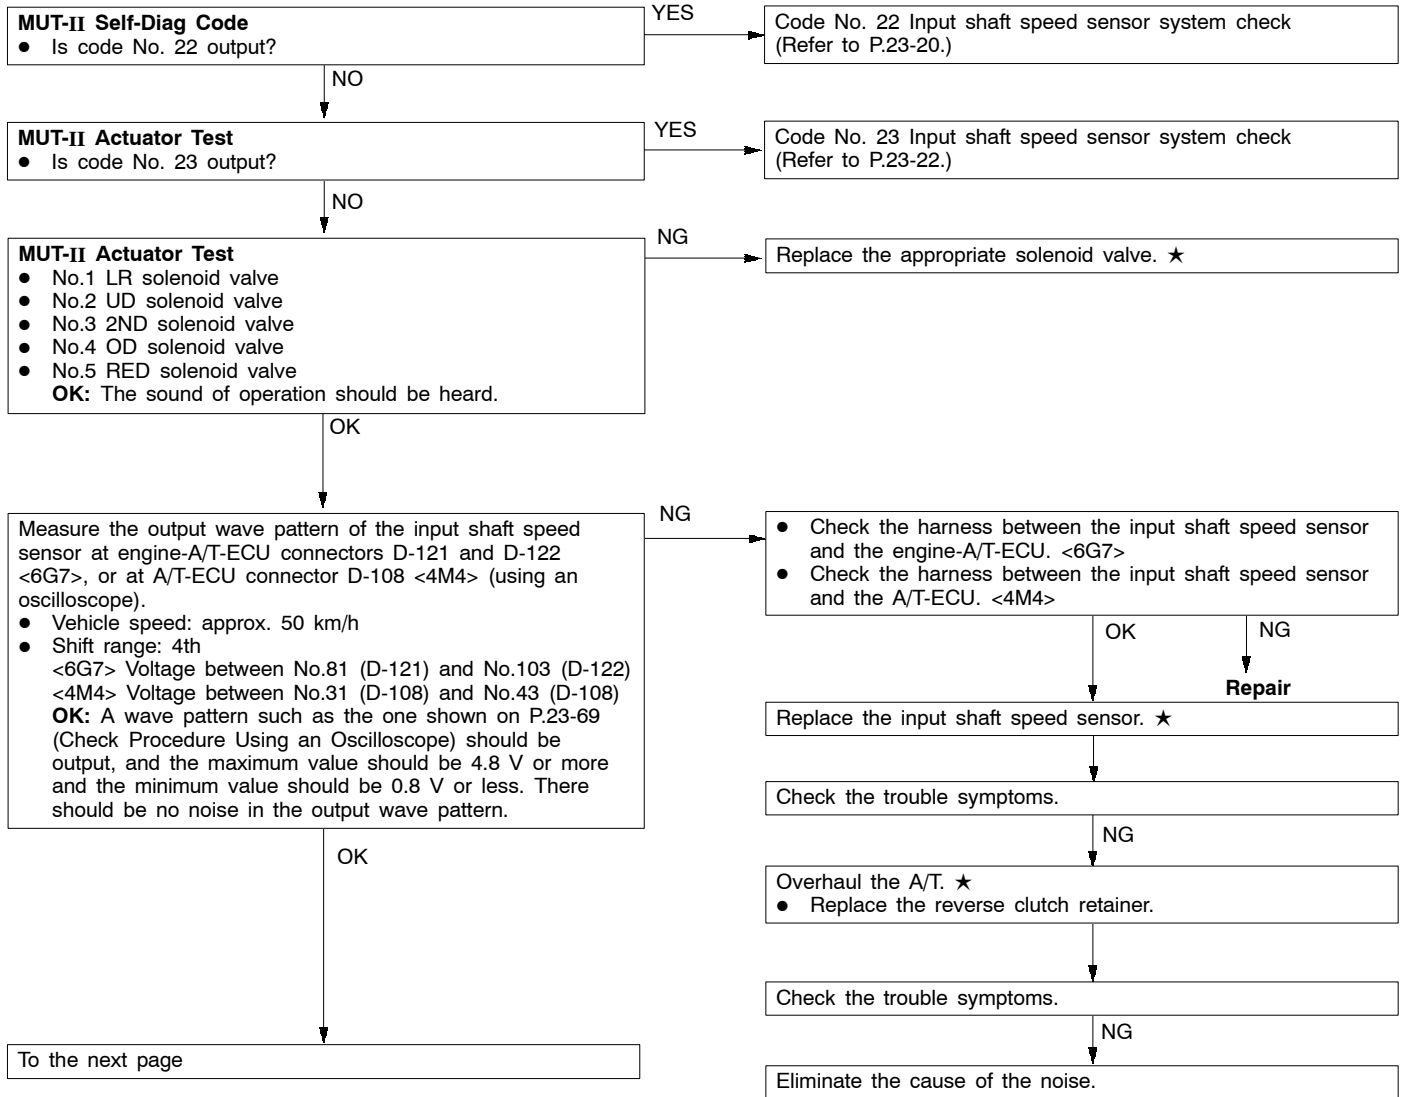 MUT-II Self-Diag Code
● Is code No. 22 output?
YES
Code No. 22 Input shaft speed sensor system check
(Refer to P.23-20.)
NO
MUT-II Actuator Test
● Is code No. 23 output?
YES
Code No. 23 Input shaft speed sensor system check
(Refer to P.23-22.)
NO
MUT-II Actuator Test
● No.1 LR solenoid valve
● No.2 UD solenoid valve
● No.3 2ND solenoid valve
● No.4 OD solenoid valve
● No.5 RED solenoid valve
OK: The sound of operation should be heard.
NG
Replace the appropriate solenoid valve. ★
OK
Measure the output wave pattern of the input shaft speed
sensor at engine-A/T-ECU connectors D-121 and D-122
<6G7>, or at A/T-ECU connector D-108 <4M4> (using an
oscilloscope).
● Vehicle speed: approx. 50 km/h
● Shift range: 4th
<6G7> Voltage between No.81 (D-121) and No.103 (D-122)
<4M4> Voltage between No.31 (D-108) and No.43 (D-108)
OK: A wave pattern such as the one shown on P.23-69
(Check Procedure Using an Oscilloscope) should be
output, and the maximum value should be 4.8 V or more
and the minimum value should be 0.8 V or less. There
should be no noise in the output wave pattern.
NG
● Check the harness between the input shaft speed sensor
and the engine-A/T-ECU. <6G7>
● Check the harness between the input shaft speed sensor
and the A/T-ECU. <4M4>
OK
NG
Repair
Replace the input shaft speed sensor. ★
Check the trouble symptoms.
NG
Overhaul the A/T. ★
● Replace the reverse clutch retainer.
Check the trouble symptoms.
NG
Eliminate the cause of the noise.
OK
To the next page